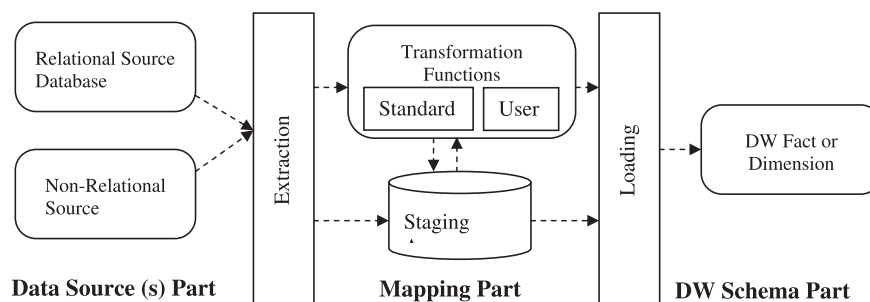 Relational Source
Database
Non-Relational
Source
Extraction
Transformation
Functions
Standard
User
Staging
Loading
DW Fact or
Dimension
Data Source (s) Part
Mapping Part
DW Schema Part